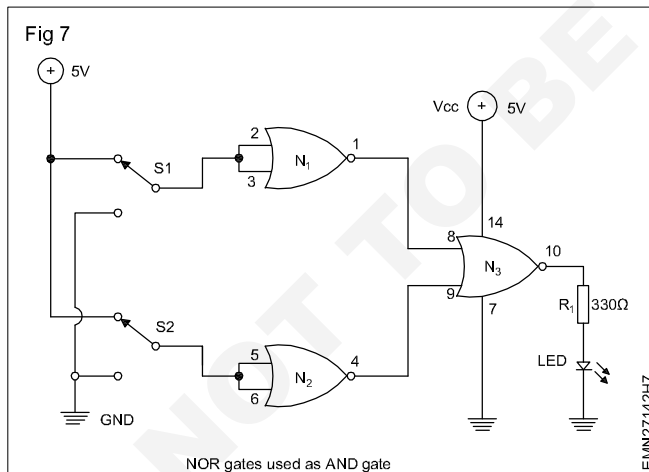 Fig 7
5V
Vcc
5V
S1
2
3
N1
1
14
8
9
N3
10
7
R1
330Ω
LED
S2
5
6
N2
4
GND
NOR gates used as AND gate
EMN27142H7
NOT TO BE